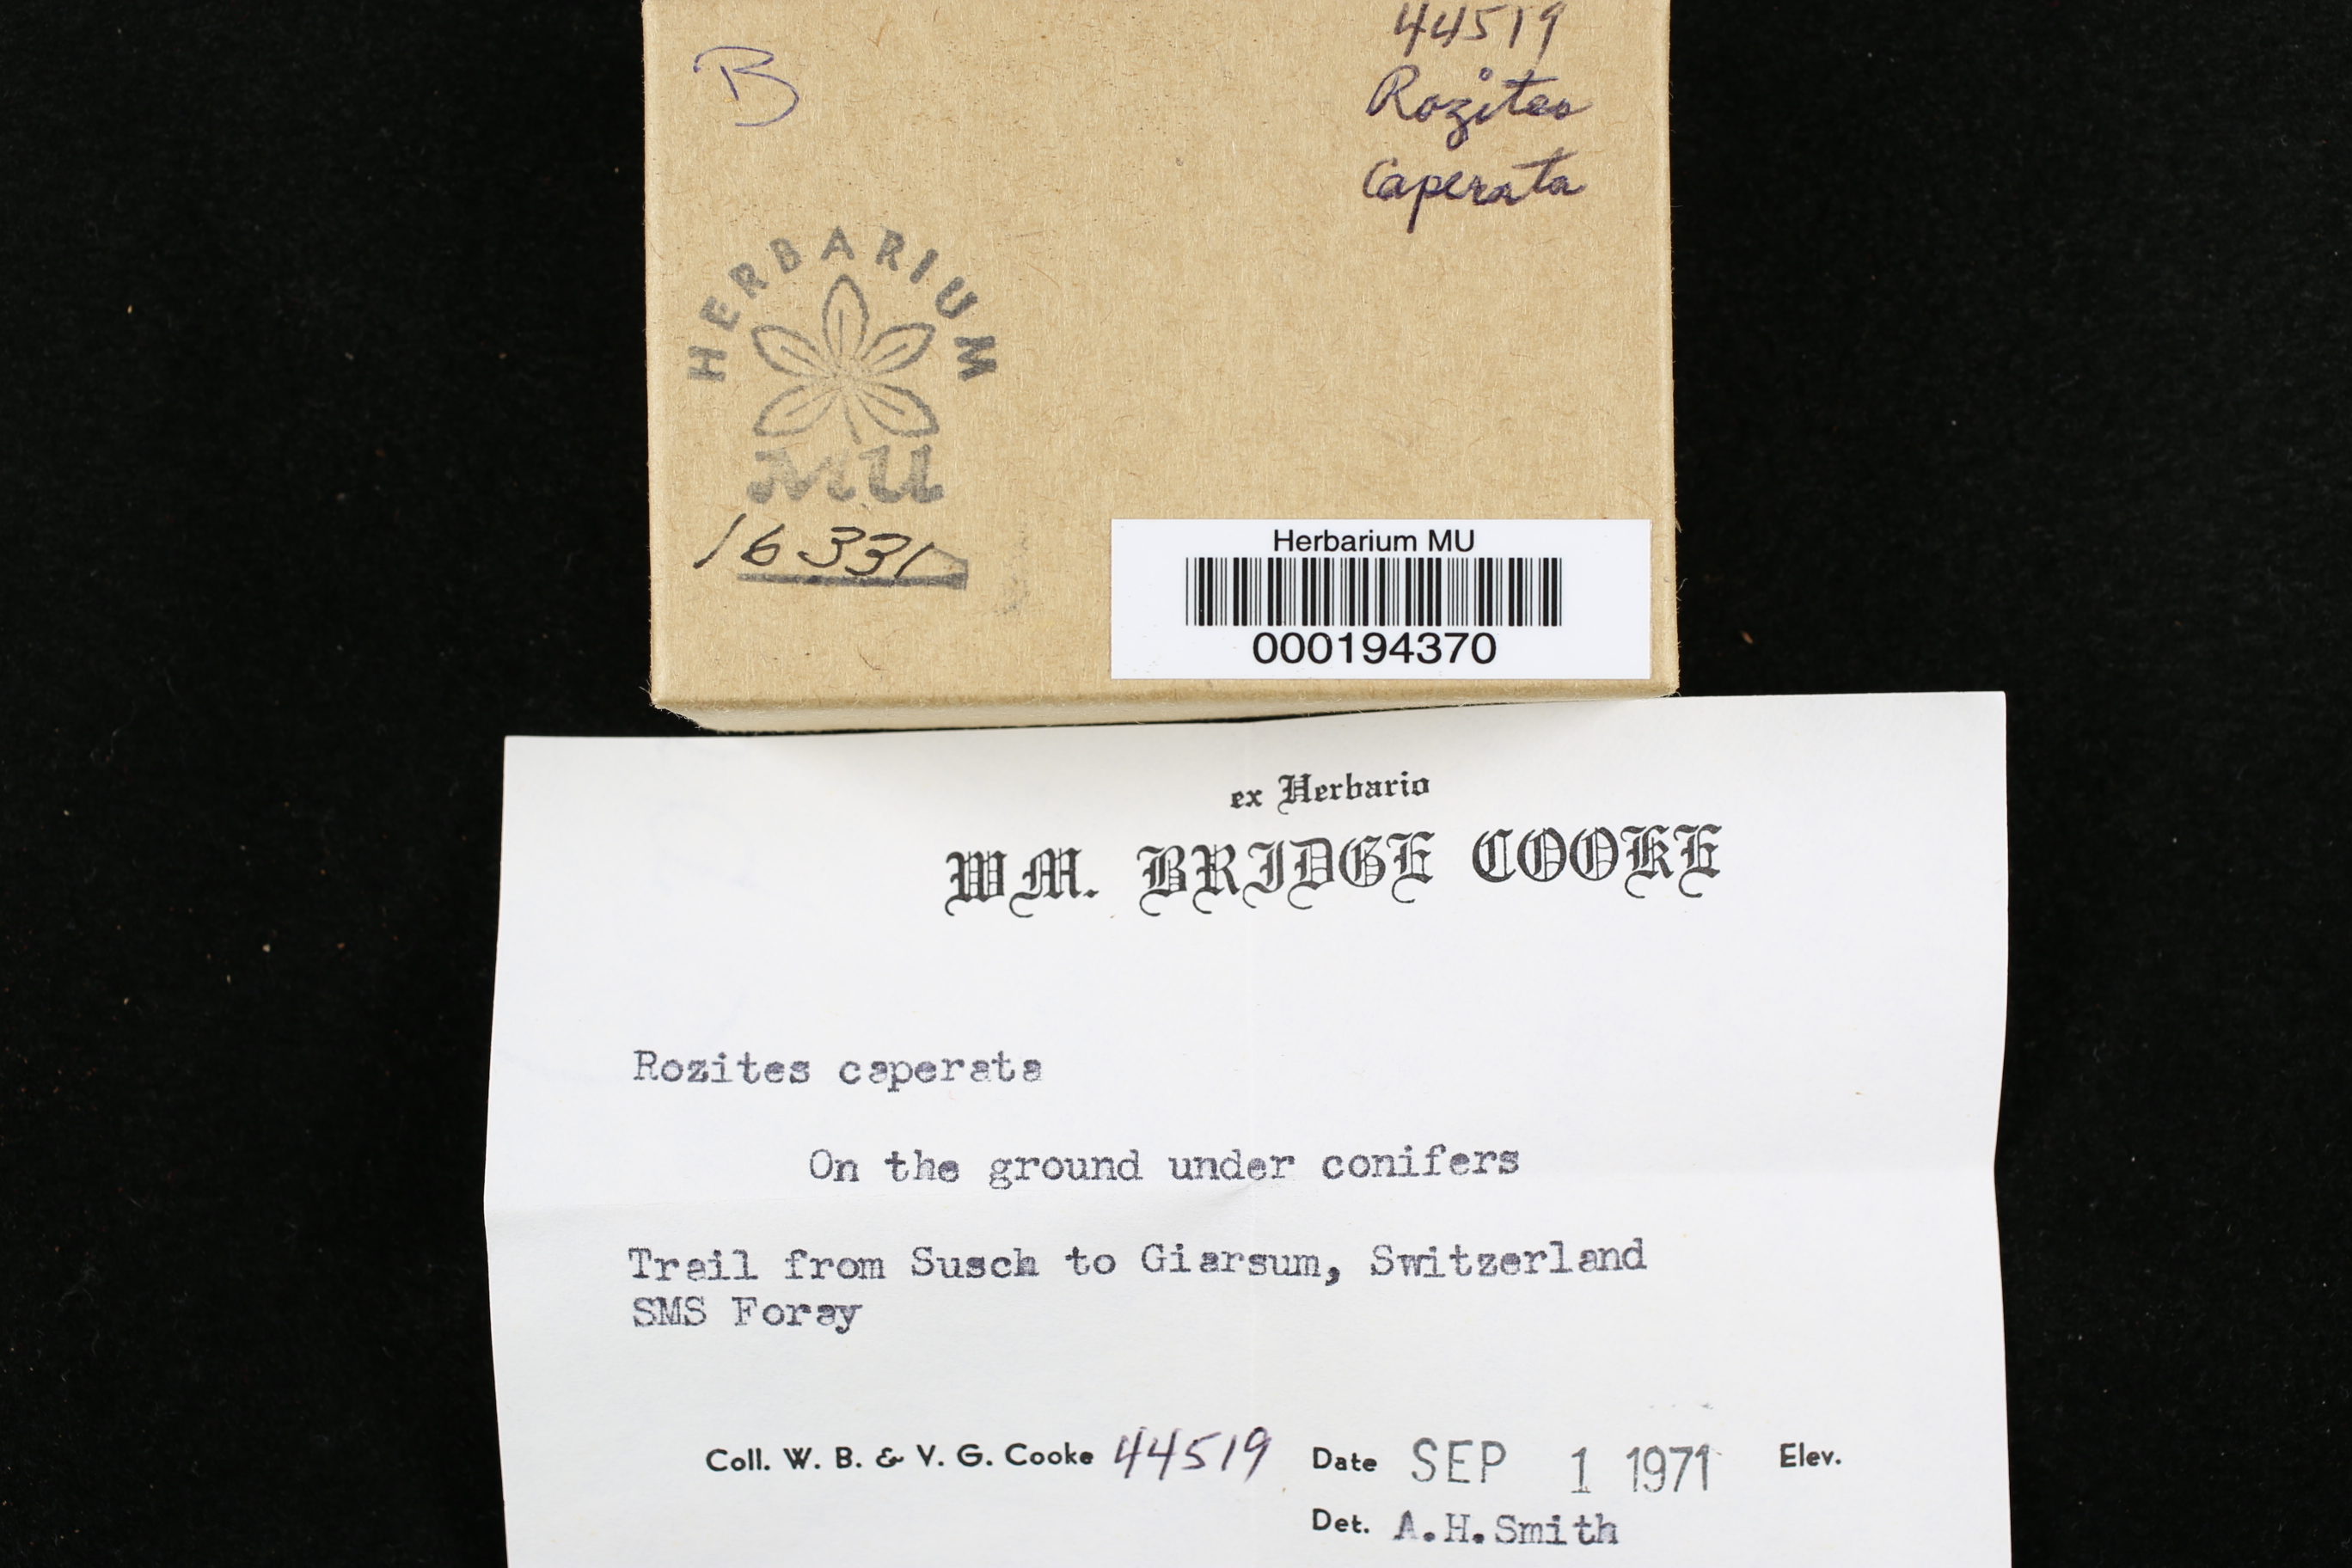 44519
B
Rozites
Caperata
HERBARIUM
MU
16331
Herbarium MU
000194370
ex Herbario
WM. BRIDGE COOKE
Rozites caperata
On the ground under conifers
Trail from Susch to Giarsum, Switzerland
SMS Foray
Coll. W. B. & V. G. Cooke 44519 Date SEP 1 1971 Elev.
Det. A.H.Smith